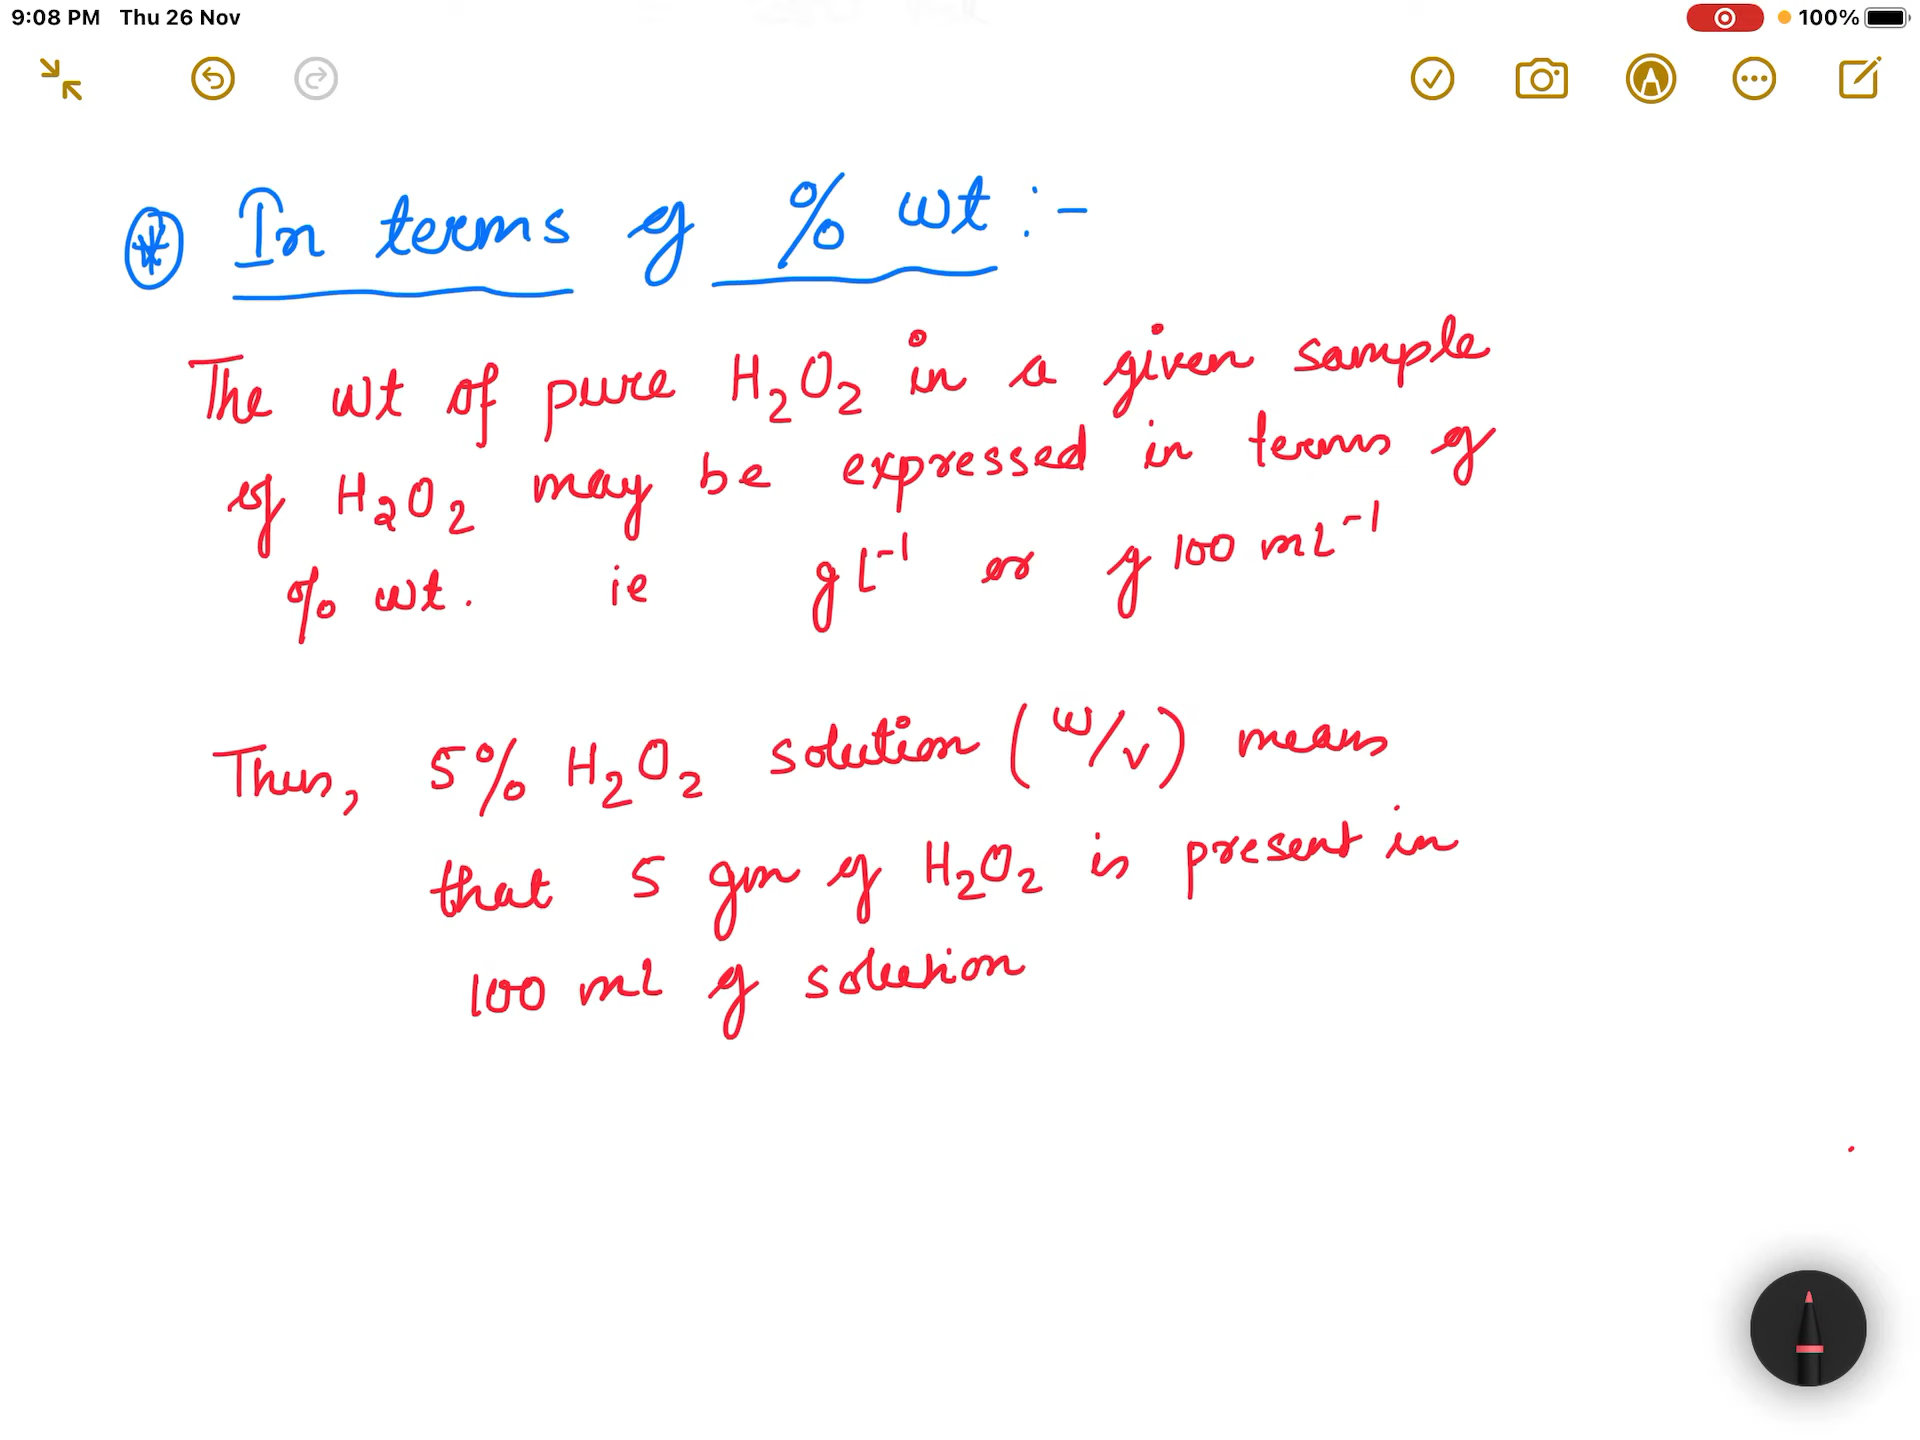 9:08 PM Thu 26 Nov 100%
In terms of % wt :-
The wt of pure H₂O₂ in a given sample
of H₂O₂ may be expressed in terms of
% wt. ie g L⁻¹ or g 100 mL⁻¹
Thus, 5% H₂O₂ solution (w/v) means
that 5 gm of H₂O₂ is present in
100 mL of solution